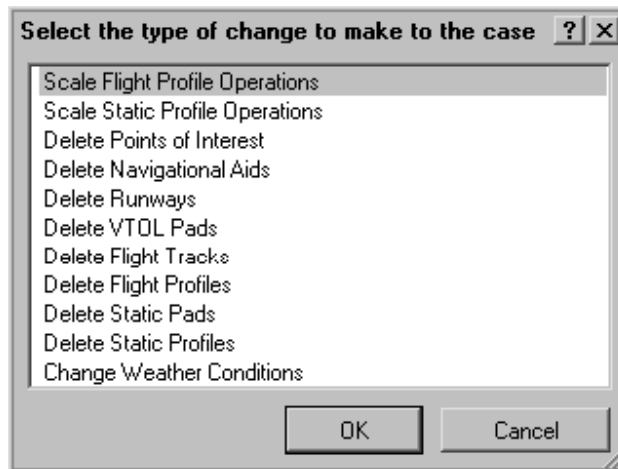 Select the type of change to make to the case ? X
Scale Flight Profile Operations
Scale Static Profile Operations
Delete Points of Interest
Delete Navigational Aids
Delete Runways
Delete VTOL Pads
Delete Flight Tracks
Delete Flight Profiles
Delete Static Pads
Delete Static Profiles
Change Weather Conditions
OK Cancel